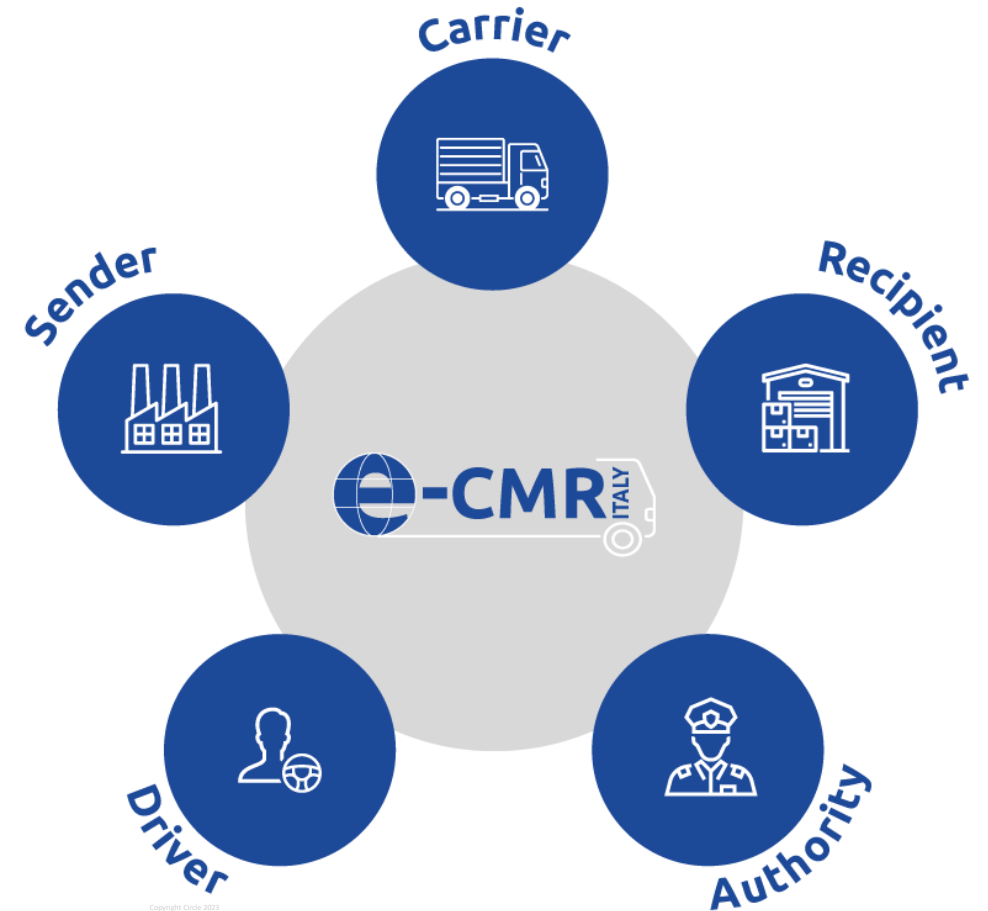 Carrier
Sender
Recipient
e-CMR
ITALY
Driver
Authority
Copyright Circle 2023